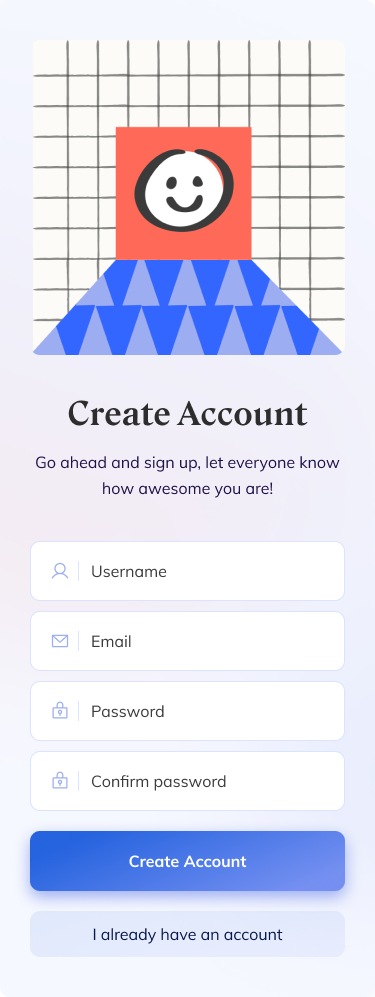 Create Account
Go ahead and sign up, let everyone know
how awesome you are!
Username
Email
Password
Confirm password
Create Account
I already have an account